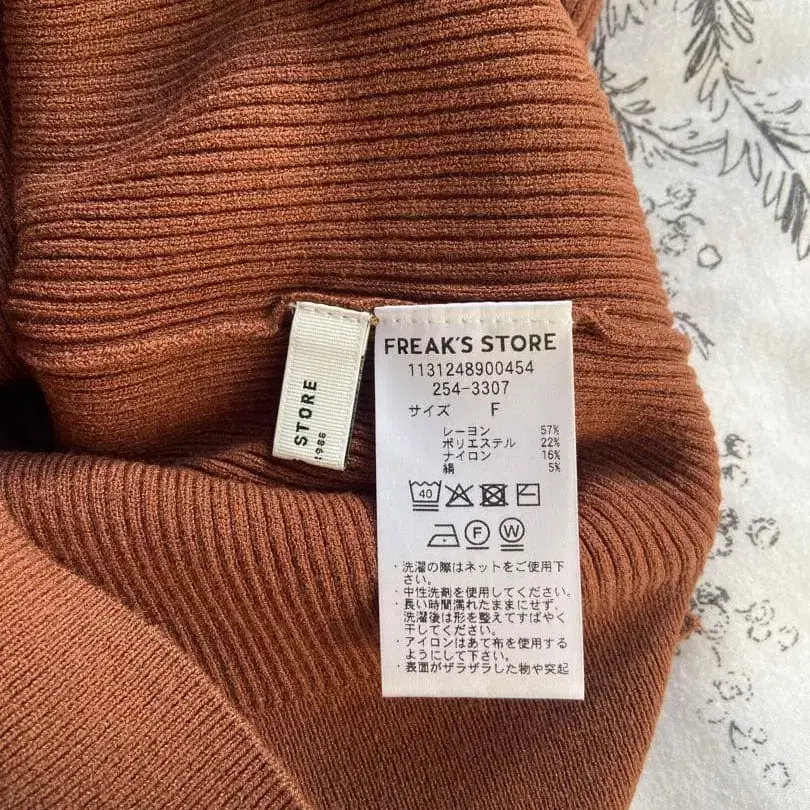 STORE
1986
FREAK'S STORE
1131248900454
254-3307
サイズ F
レーヨン 57%
ポリエステル 22%
ナイロン 16%
絹 5%
40
F W
・洗濯の際はネットをご使用下
さい。
・中性洗剤を使用してください。
・長い時間濡れたままにせず、
洗濯後は形を整えてすばやく
干してください。
・アイロンはあて布を使用する
ようにして下さい。
・表面がザラザラした物や突起